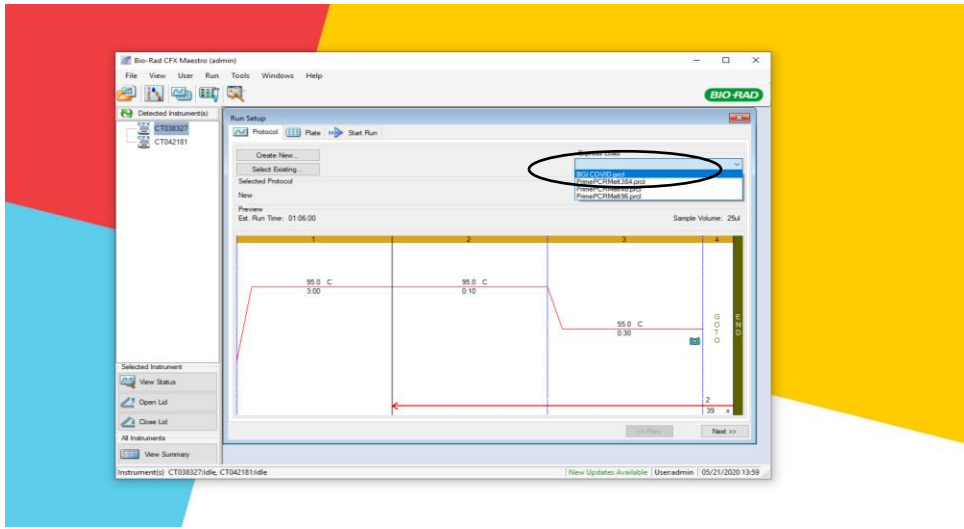 Bio-Rad CFX Maestro (admin)
File View User Run Tools Windows Help
BIO-RAD
Detected Instrument(s)
CT038327
CT042181
Run Setup
Protocol Plate Start Run
Create New...
Select Existing...
Express Load
BGI COVID.prcl
PrimePCRMelt384.prcl
PrimePCRMelt48.prcl
PrimePCRMelt96.prcl
Selected Protocol
New
Preview
Est. Run Time: 01:06:00
Sample Volume: 25ul
1 2 3 4
95.0 C
3:00
95.0 C
0:10
55.0 C
0:30
GOTO
END
2
39 x
Selected Instrument
View Status
Open Lid
Close Lid
All Instruments
View Summary
<< Prev
Next >>
Instrument(s) CT038327:Idle, CT042181:Idle
New Updates Available
User:admin
05/21/2020 13:59